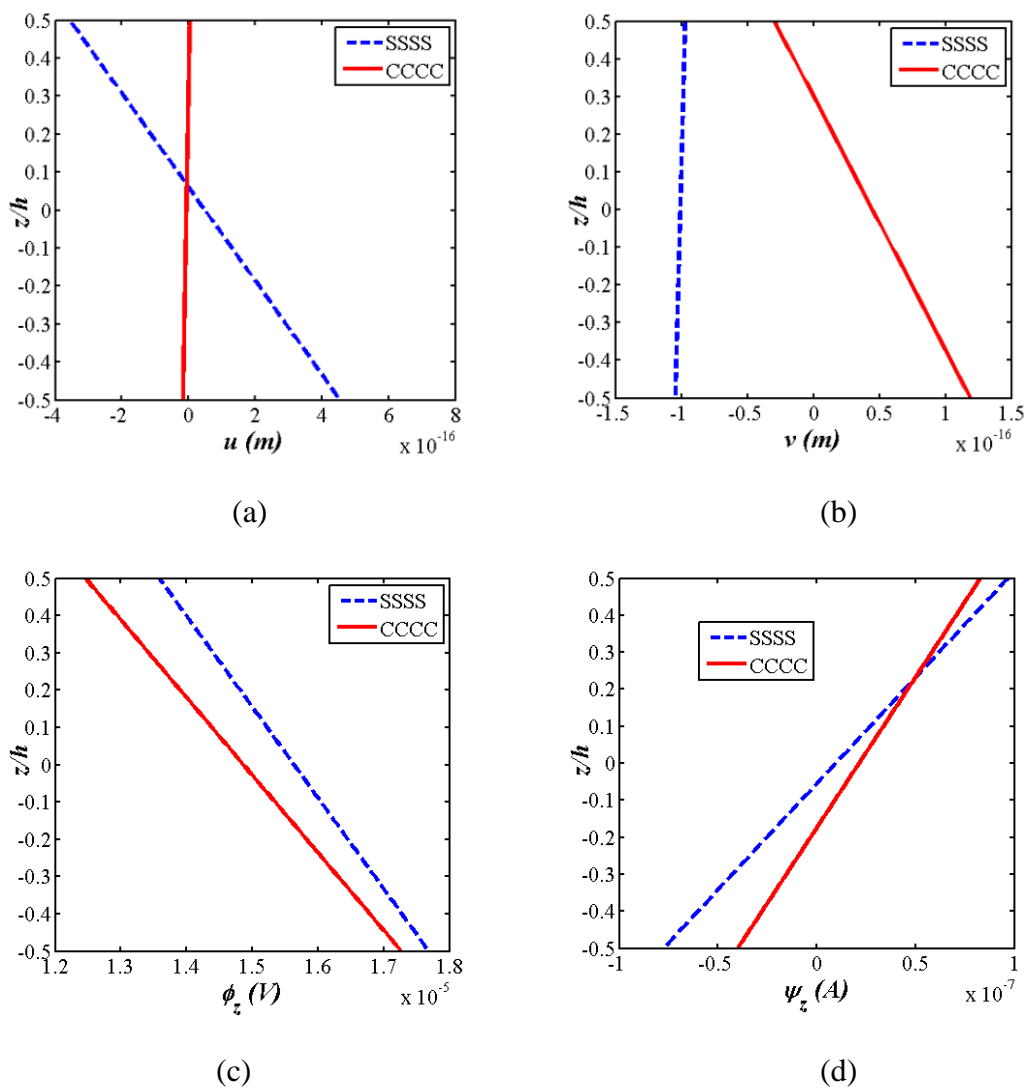 0.5
0.4
0.3
0.2
0.1
0
-0.1
-0.2
-0.3
-0.4
-0.5
z/h
-4 -2 0 2 4 6 8
u (m)
x 10^-16
SSSS
CCCC
(a)
0.5
0.4
0.3
0.2
0.1
0
-0.1
-0.2
-0.3
-0.4
-0.5
z/h
-1.5 -1 -0.5 0 0.5 1 1.5
v (m)
x 10^-16
SSSS
CCCC
(b)
0.5
0.4
0.3
0.2
0.1
0
-0.1
-0.2
-0.3
-0.4
-0.5
z/h
1.2 1.3 1.4 1.5 1.6 1.7 1.8
ϕ_z (V)
x 10^-5
SSSS
CCCC
(c)
0.5
0.4
0.3
0.2
0.1
0
-0.1
-0.2
-0.3
-0.4
-0.5
z/h
-1 -0.5 0 0.5 1
ψ_z (A)
x 10^-7
SSSS
CCCC
(d)